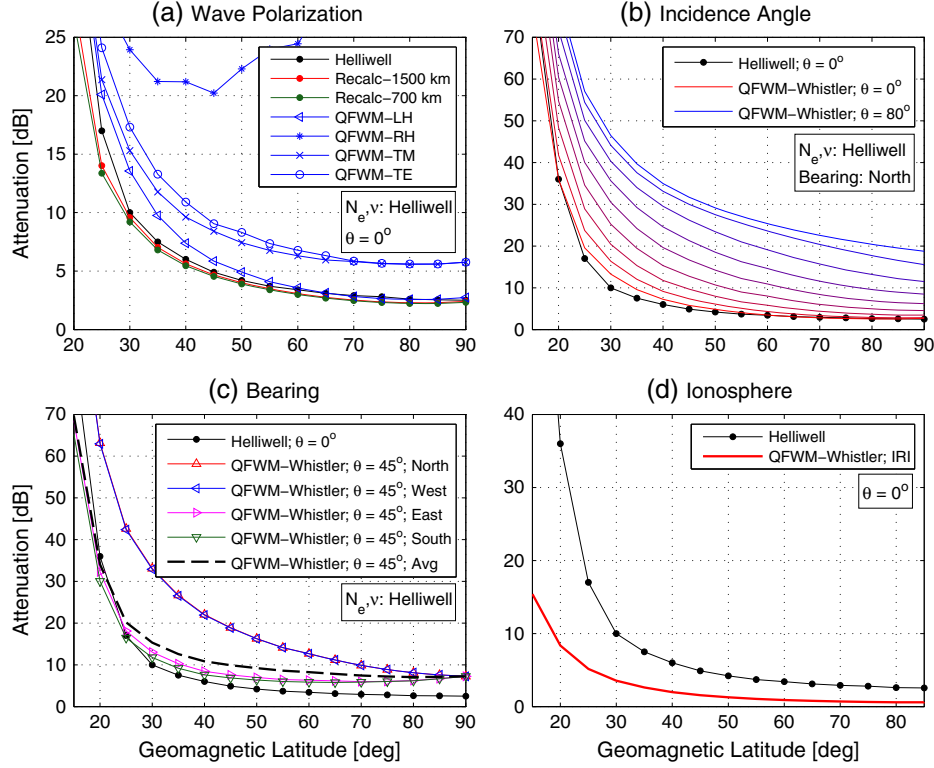 (a) Wave Polarization
Attenuation [dB]
25
20
15
10
5
0
20 30 40 50 60 70 80 90
Helliwell
Recalc−1500 km
Recalc−700 km
QFWM−LH
QFWM−RH
QFWM−TM
QFWM−TE
Ne,ν: Helliwell
θ = 0°
(b) Incidence Angle
70
60
50
40
30
20
10
0
20 30 40 50 60 70 80 90
Helliwell; θ = 0°
QFWM−Whistler; θ = 0°
QFWM−Whistler; θ = 80°
Ne,ν: Helliwell
Bearing: North
(c) Bearing
Attenuation [dB]
70
60
50
40
30
20
10
0
20 30 40 50 60 70 80 90
Geomagnetic Latitude [deg]
Helliwell; θ = 0°
QFWM−Whistler; θ = 45°; North
QFWM−Whistler; θ = 45°; West
QFWM−Whistler; θ = 45°; East
QFWM−Whistler; θ = 45°; South
QFWM−Whistler; θ = 45°; Avg
Ne,ν: Helliwell
(d) Ionosphere
40
30
20
10
0
20 30 40 50 60 70 80
Geomagnetic Latitude [deg]
Helliwell
QFWM−Whistler; IRI
θ = 0°